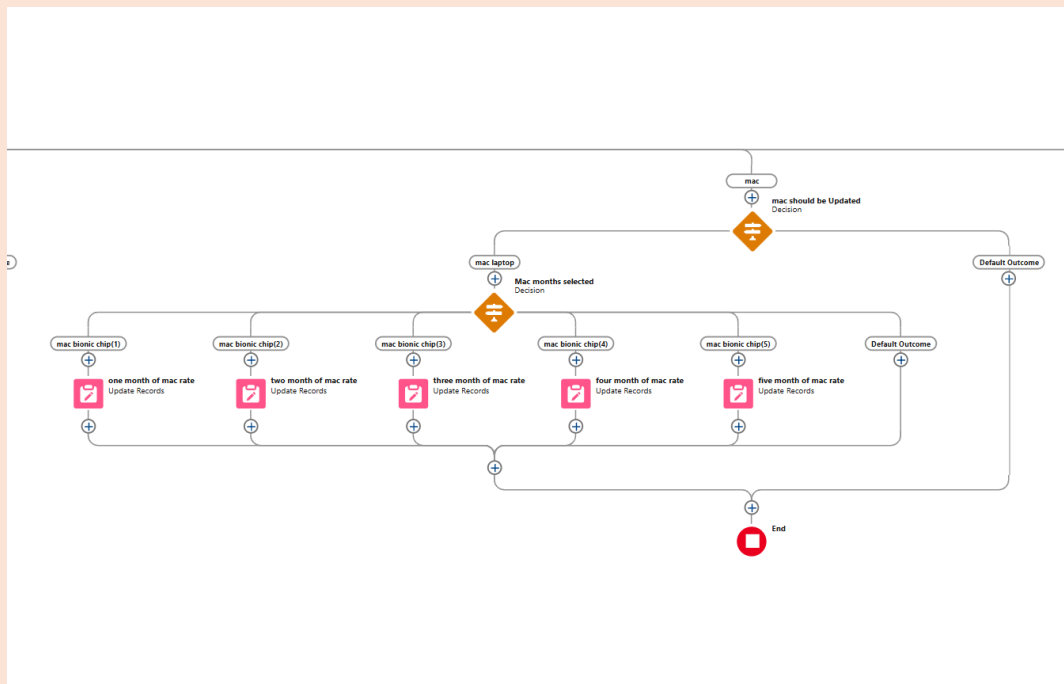 mac
mac should be Updated
Decision
mac laptop
Default Outcome
Mac months selected
Decision
mac bionic chip(1)
mac bionic chip(2)
mac bionic chip(3)
mac bionic chip(4)
mac bionic chip(5)
Default Outcome
one month of mac rate
Update Records
two month of mac rate
Update Records
three month of mac rate
Update Records
four month of mac rate
Update Records
five month of mac rate
Update Records
End